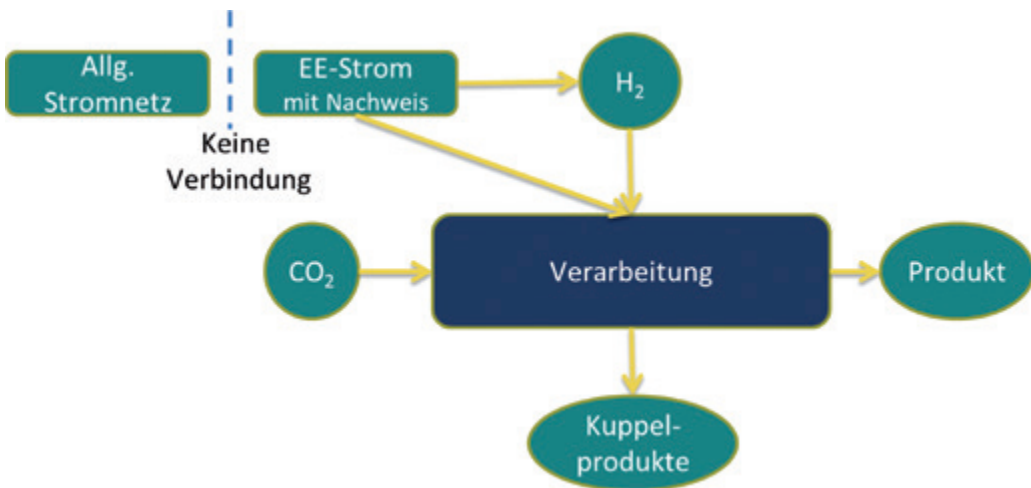 Allg.
Stromnetz
EE-Strom
mit Nachweis
H₂
Keine
Verbindung
CO₂
Verarbeitung
Produkt
Kuppel-
produkte